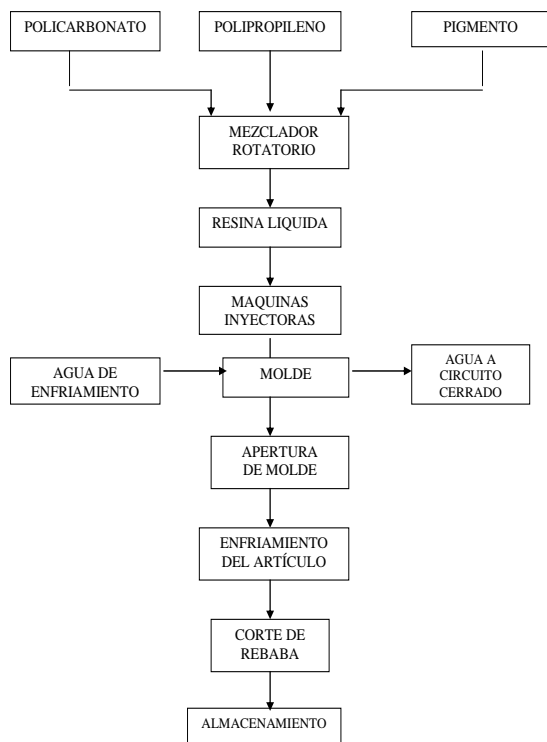 POLICARBONATO
POLIPROPILENO
PIGMENTO
MEZCLADOR
ROTATORIO
RESINA LIQUIDA
MAQUINAS
INYECTORAS
AGUA DE
ENFRIAMIENTO
MOLDE
AGUA A
CIRCUITO
CERRADO
APERTURA
DE MOLDE
ENFRIAMIENTO
DEL ARTÍCULO
CORTE DE
REBABA
ALMACENAMIENTO